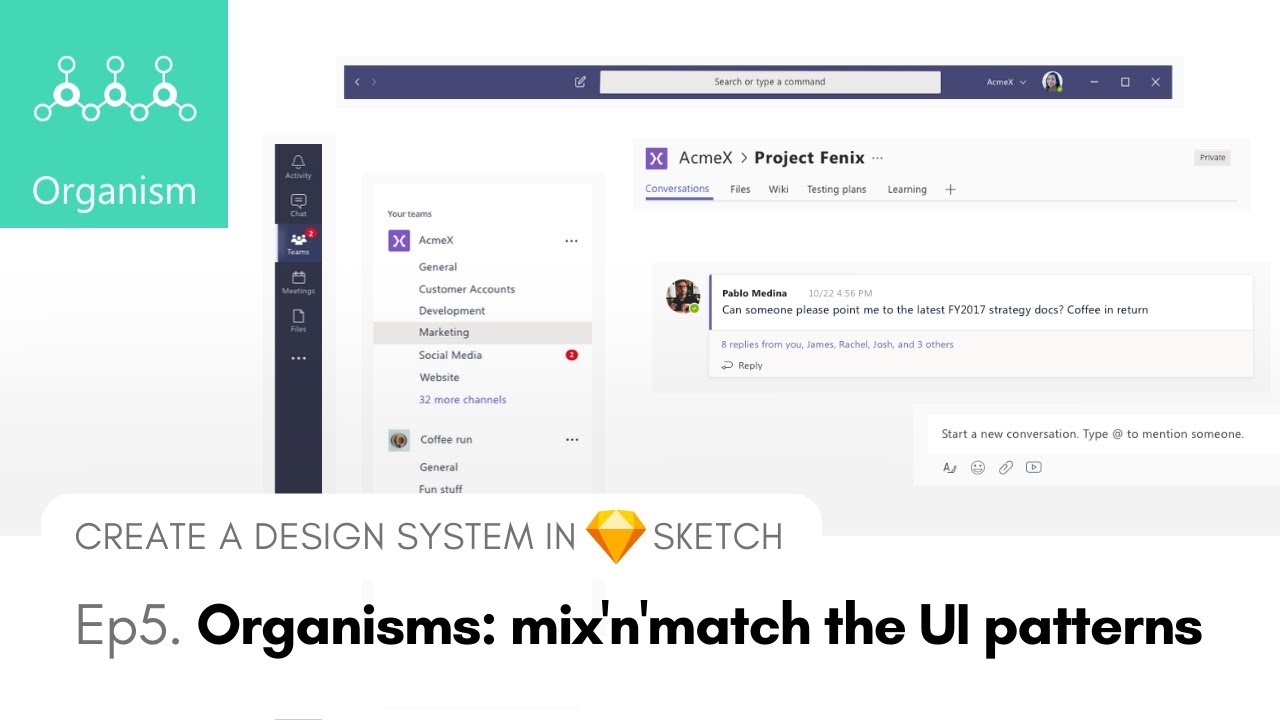 Organism
Search or type a command
AcmeX
Activity
Chat
2
Teams
Meetings
Files
Your teams
AcmeX
General
Customer Accounts
Development
Marketing
Social Media 2
Website
32 more channels
Coffee run
General
Fun stuff
AcmeX > Project Fenix ...
Private
Conversations Files Wiki Testing plans Learning +
Pablo Medina 10/22 4:56 PM
Can someone please point me to the latest FY2017 strategy docs? Coffee in return
8 replies from you, James, Rachel, Josh, and 3 others
Reply
Start a new conversation. Type @ to mention someone.
CREATE A DESIGN SYSTEM IN SKETCH
Ep5. Organisms: mix'n'match the UI patterns